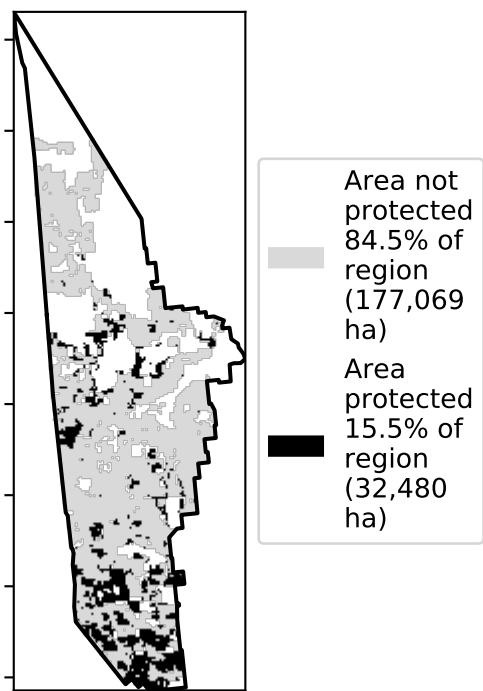 Area not
protected
84.5% of
region
(177,069
ha)
Area
protected
15.5% of
region
(32,480
ha)